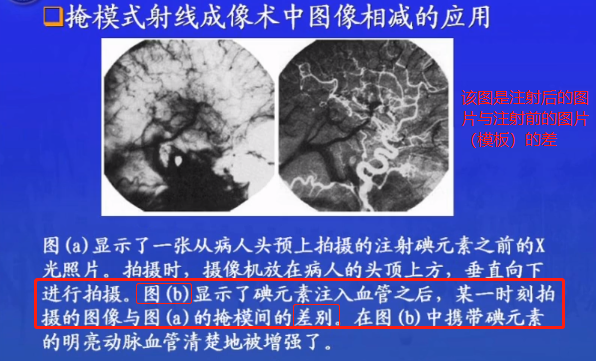 掩模式射线成像术中图像相减的应用
该图是注射后的图
片与注射前的图片
（模板）的差
图(a)显示了一张从病人头预上拍摄的注射碘元素之前的X
光照片。拍摄时，摄像机放在病人的头顶上方，垂直向下
进行拍摄。图(b)显示了碘元素注入血管之后，某一时刻拍
摄的图像与图(a)的掩模间的差别。在图(b)中携带碘元素
的明亮动脉血管清楚地被增强了。